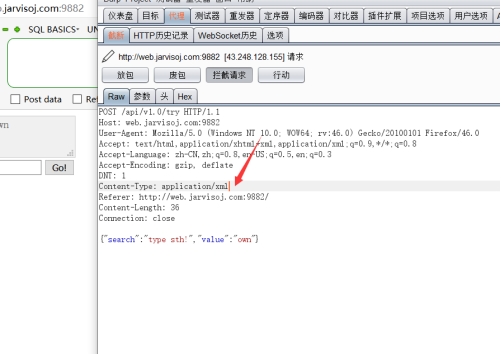 .jarvisoj.com:9882
SQL BASICS▾ UN
Post data Ref
wn
Go!
仪表盘 目标 代理 测试器 重发器 定序器 编码器 对比器 插件扩展 项目选项 用户选项
截断 HTTP历史记录 WebSocket历史 选项
http://web.jarvisoj.com:9882 [43.248.128.155] 请求
放包 废包 拦截请求 行动
Raw 参数 头 Hex
POST /api/v1.0/try HTTP/1.1
Host: web.jarvisoj.com:9882
User-Agent: Mozilla/5.0 (Windows NT 10.0; WOW64; rv:46.0) Gecko/20100101 Firefox/46.0
Accept: text/html,application/xhtml+xml,application/xml;q=0.9,*/*;q=0.8
Accept-Language: zh-CN,zh;q=0.8,en-US;q=0.5,en;q=0.3
Accept-Encoding: gzip, deflate
DNT: 1
Content-Type: application/xml
Referer: http://web.jarvisoj.com:9882/
Content-Length: 36
Connection: close
{"search":"type sth!","value":"own"}